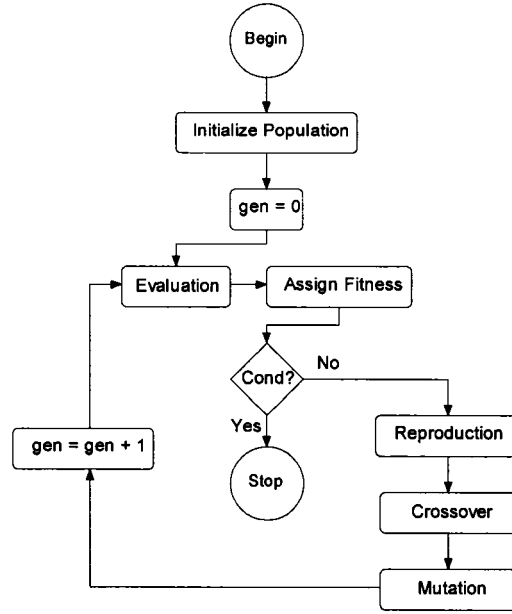 Begin
Initialize Population
gen = 0
Evaluation
Assign Fitness
Cond?
No
Yes
Stop
Reproduction
Crossover
Mutation
gen = gen + 1